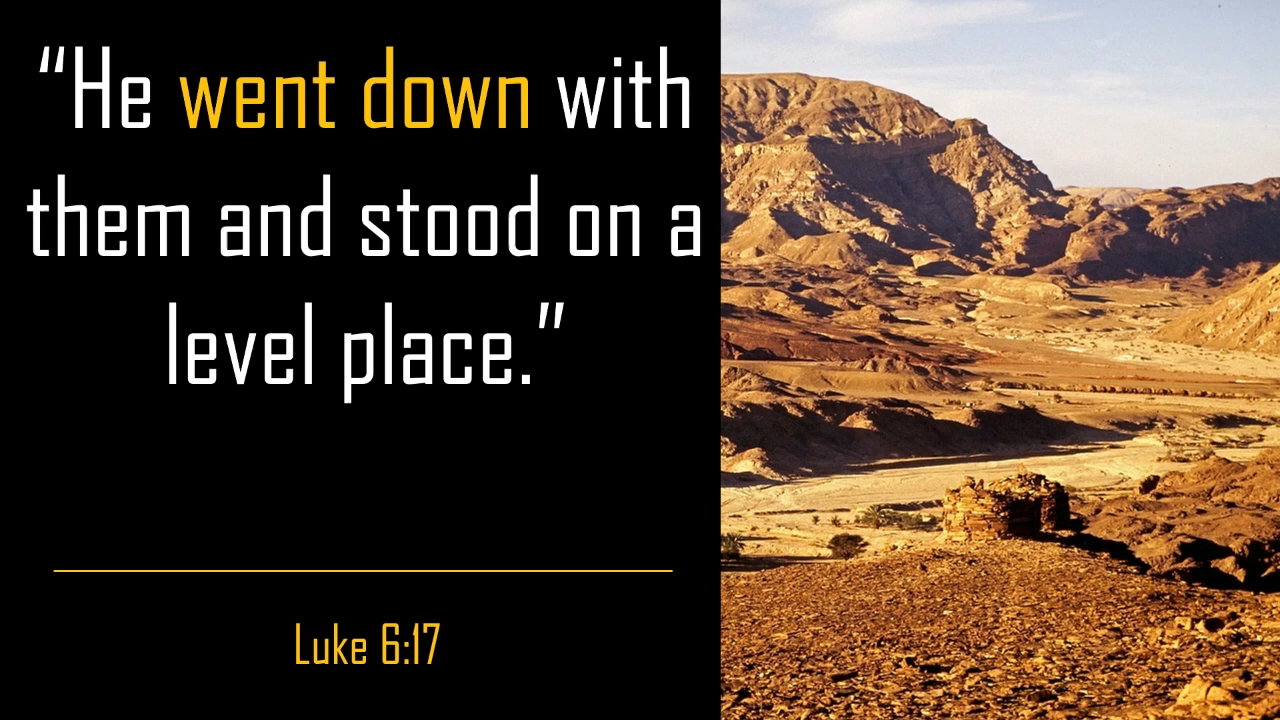 “He went down with
them and stood on a
level place.”
Luke 6:17